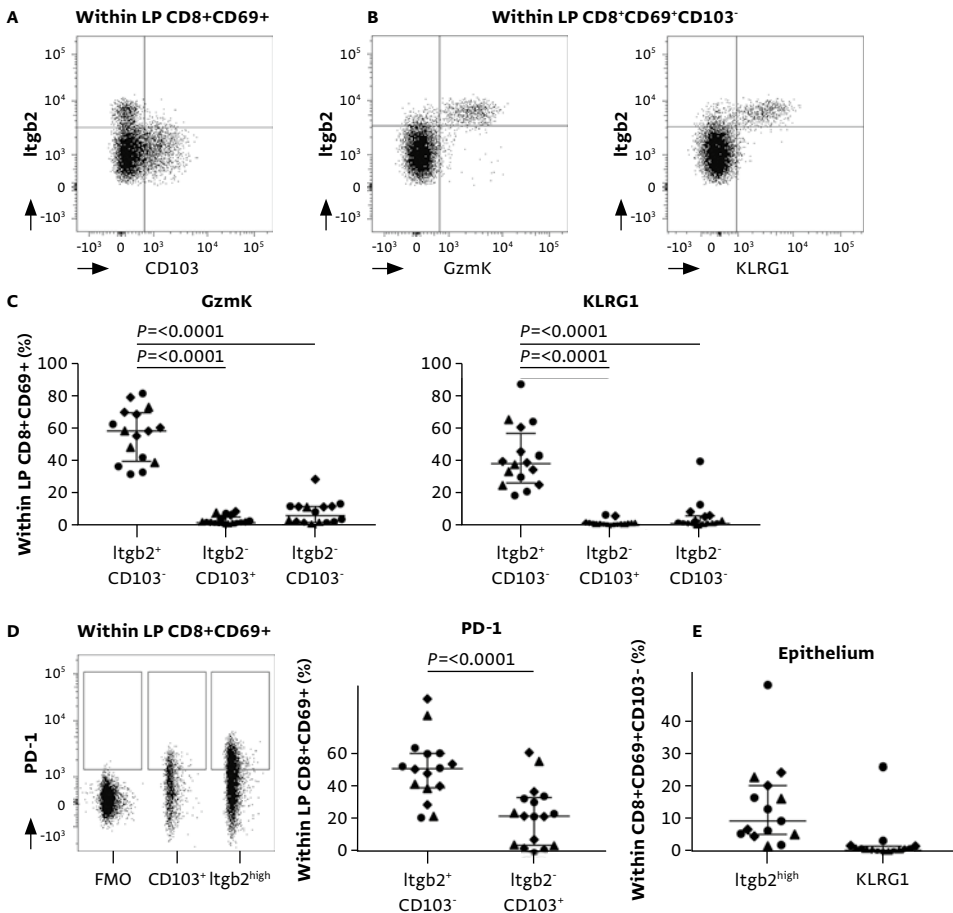 A Within LP CD8+CD69+
Itgb2
10⁵
10⁴
10³
0
-10³
-10³ 0 10³ 10⁴ 10⁵
CD103
B Within LP CD8⁺CD69⁺CD103⁻
Itgb2
10⁵
10⁴
10³
0
-10³
-10³ 0 10³ 10⁴ 10⁵
GzmK
Itgb2
10⁵
10⁴
10³
0
-10³
-10³ 0 10³ 10⁴ 10⁵
KLRG1
C
GzmK
P=<0.0001
P=<0.0001
Within LP CD8+CD69+ (%)
100
80
60
40
20
0
Itgb2⁺ Itgb2⁻ Itgb2⁻
CD103⁻ CD103⁺ CD103⁻
KLRG1
P=<0.0001
P=<0.0001
100
80
60
40
20
0
Itgb2⁺ Itgb2⁻ Itgb2⁻
CD103⁻ CD103⁺ CD103⁻
D Within LP CD8+CD69+
PD-1
10⁵
10⁴
10³
0
-10³
FMO CD103⁺ Itgb2ʰⁱᵍʰ
PD-1
P=<0.0001
Within LP CD8+CD69+ (%)
60
40
20
0
Itgb2⁺ Itgb2⁻
CD103⁻ CD103⁺
E
Epithelium
Within CD8+CD69+CD103- (%)
40
30
20
10
0
Itgb2ʰⁱᵍʰ KLRG1